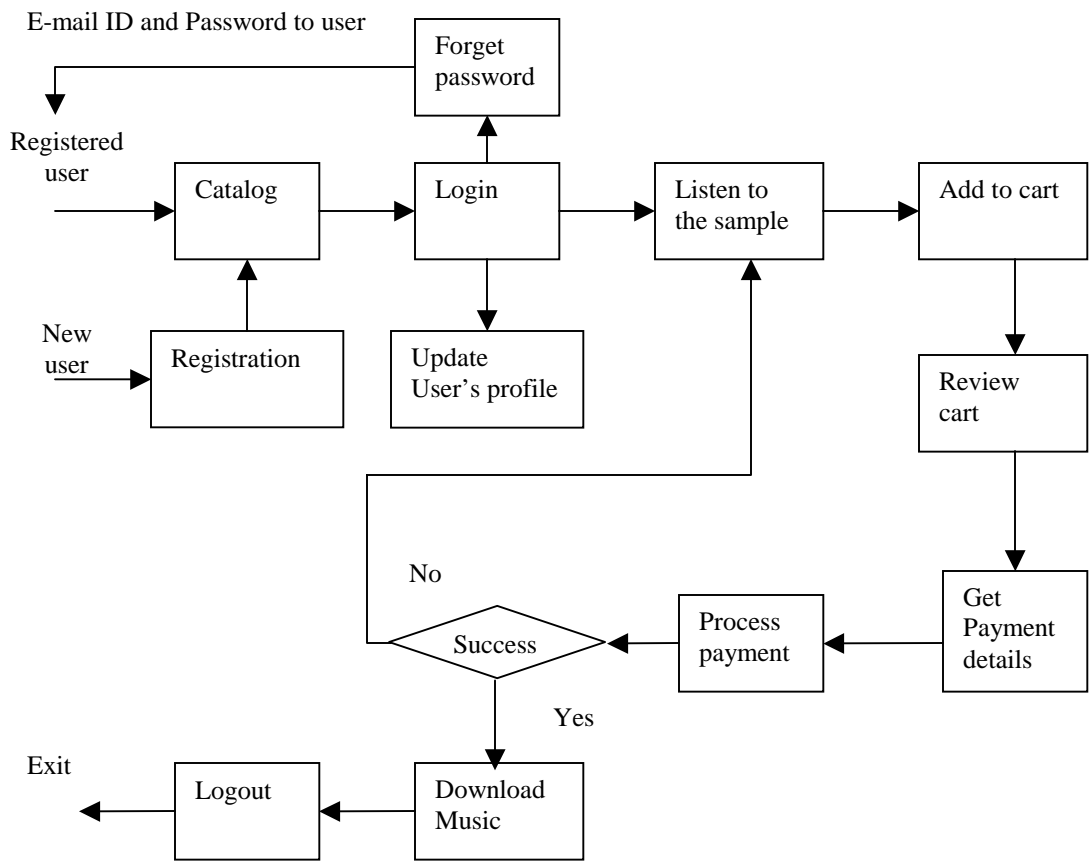 E-mail ID and Password to user
Forget
password
Registered
user
Catalog
Login
Listen to
the sample
Add to cart
New
user
Registration
Update
User’s profile
Review
cart
No
Success
Process
payment
Get
Payment
details
Yes
Exit
Logout
Download
Music